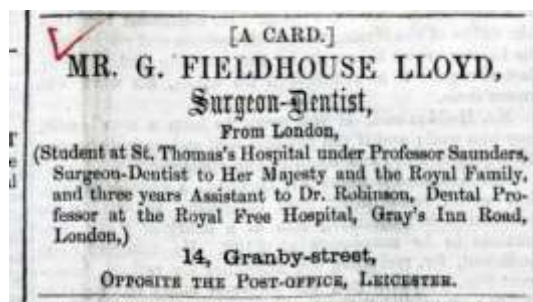 [A CARD.]
MR. G. FIELDHOUSE LLOYD,
Surgeon-Dentist,
From London,
(Student at St. Thomas's Hospital under Professor Saunders,
Surgeon-Dentist to Her Majesty and the Royal Family,
and three years Assistant to Dr. Robinson, Dental Pro-
fessor at the Royal Free Hospital, Gray's Inn Road,
London,)
14, Granby-street,
OPPOSITE THE POST-OFFICE, LEICESTER.